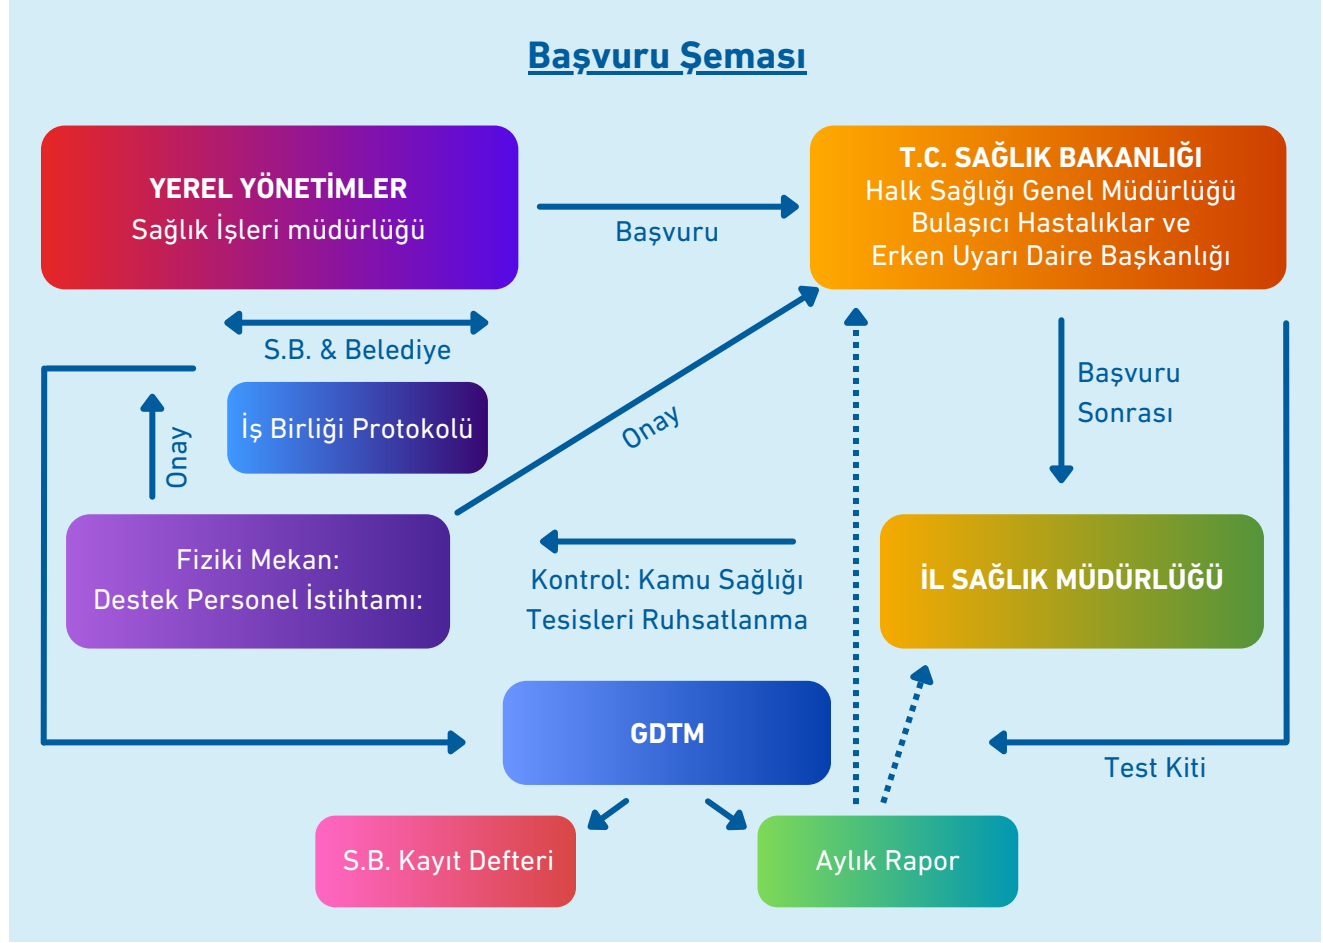 Başvuru Şeması
YEREL YÖNETİMLER
Sağlık İşleri müdürlüğü
Başvuru
T.C. SAĞLIK BAKANLIĞI
Halk Sağlığı Genel Müdürlüğü
Bulaşıcı Hastalıklar ve
Erken Uyarı Daire Başkanlığı
S.B. & Belediye
İş Birliği Protokolü
Onay
Onay
Başvuru
Sonrası
Fiziki Mekan:
Destek Personel İstihtamı:
Kontrol: Kamu Sağlığı
Tesisleri Ruhsatlanma
İL SAĞLIK MÜDÜRLÜĞÜ
GDTM
Test Kiti
S.B. Kayıt Defteri
Aylık Rapor